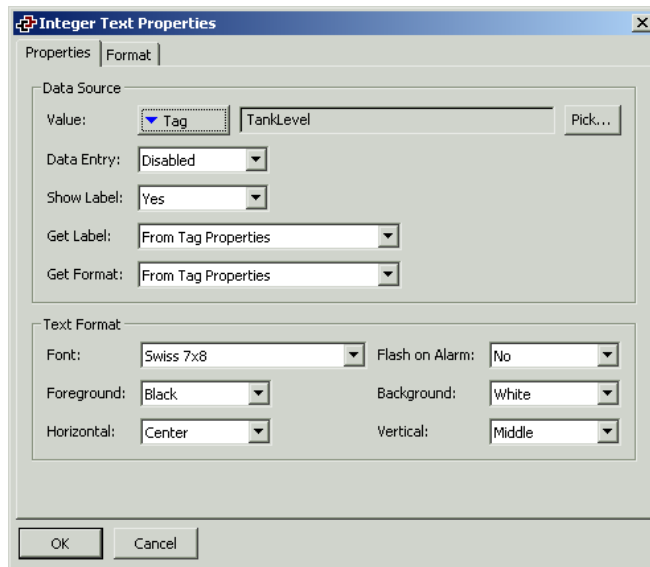 Integer Text Properties
Properties Format
Data Source
Value: Tag TankLevel Pick...
Data Entry: Disabled
Show Label: Yes
Get Label: From Tag Properties
Get Format: From Tag Properties
Text Format
Font: Swiss 7x8 Flash on Alarm: No
Foreground: Black Background: White
Horizontal: Center Vertical: Middle
OK Cancel